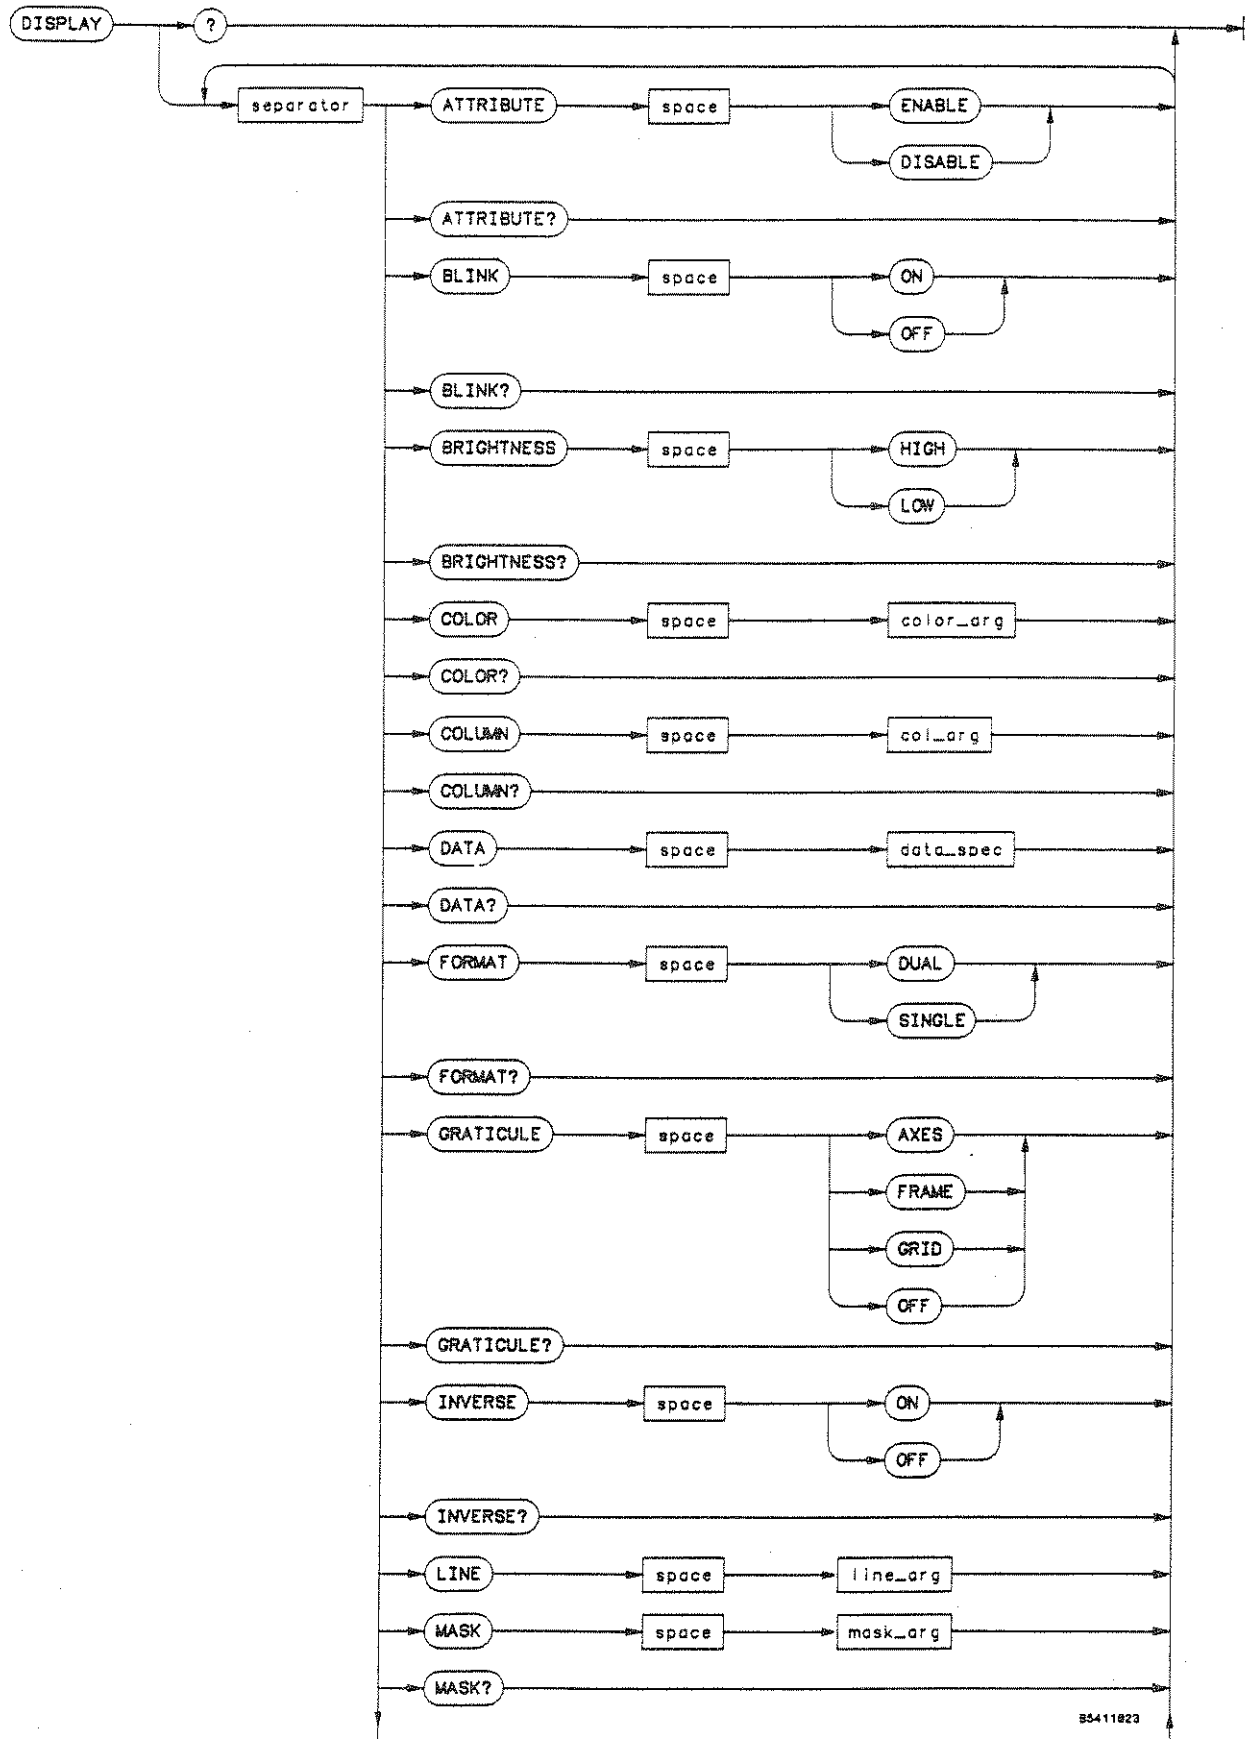 DISPLAY ?
separator ATTRIBUTE space ENABLE
DISABLE
ATTRIBUTE?
BLINK space ON
OFF
BLINK?
BRIGHTNESS space HIGH
LOW
BRIGHTNESS?
COLOR space color_arg
COLOR?
COLUMN space col_arg
COLUMN?
DATA space data_spec
DATA?
FORMAT space DUAL
SINGLE
FORMAT?
GRATICULE space AXES
FRAME
GRID
OFF
GRATICULE?
INVERSE space ON
OFF
INVERSE?
LINE space line_arg
MASK space mask_arg
MASK?